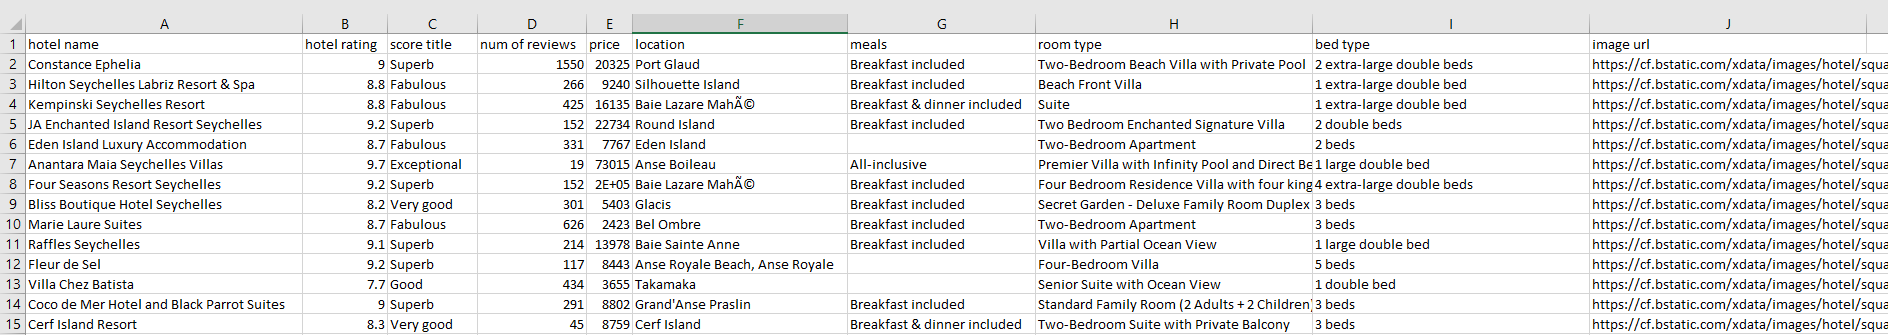 A B C D E F G H I J
1 hotel name hotel rating score title num of reviews price location meals room type bed type image url
2 Constance Ephelia 9 Superb 1550 20325 Port Glaud Breakfast included Two-Bedroom Beach Villa with Private Pool 2 extra-large double beds https://cf.bstatic.com/xdata/images/hotel/squa
3 Hilton Seychelles Labriz Resort & Spa 8.8 Fabulous 266 9240 Silhouette Island Breakfast included Beach Front Villa 1 extra-large double bed https://cf.bstatic.com/xdata/images/hotel/squa
4 Kempinski Seychelles Resort 8.8 Fabulous 425 16135 Baie Lazare MahÃ© Breakfast & dinner included Suite 1 extra-large double bed https://cf.bstatic.com/xdata/images/hotel/squa
5 JA Enchanted Island Resort Seychelles 9.2 Superb 152 22734 Round Island Breakfast included Two Bedroom Enchanted Signature Villa 2 double beds https://cf.bstatic.com/xdata/images/hotel/squa
6 Eden Island Luxury Accommodation 8.7 Fabulous 331 7767 Eden Island Two-Bedroom Apartment 2 beds https://cf.bstatic.com/xdata/images/hotel/squa
7 Anantara Maia Seychelles Villas 9.7 Exceptional 19 73015 Anse Boileau All-inclusive Premier Villa with Infinity Pool and Direct Be 1 large double bed https://cf.bstatic.com/xdata/images/hotel/squa
8 Four Seasons Resort Seychelles 9.2 Superb 152 2E+05 Baie Lazare MahÃ© Breakfast included Four Bedroom Residence Villa with four king 4 extra-large double beds https://cf.bstatic.com/xdata/images/hotel/squa
9 Bliss Boutique Hotel Seychelles 8.2 Very good 301 5403 Glacis Breakfast included Secret Garden - Deluxe Family Room Duplex 3 beds https://cf.bstatic.com/xdata/images/hotel/squa
10 Marie Laure Suites 8.7 Fabulous 626 2423 Bel Ombre Breakfast included Two-Bedroom Apartment 3 beds https://cf.bstatic.com/xdata/images/hotel/squa
11 Raffles Seychelles 9.1 Superb 214 13978 Baie Sainte Anne Breakfast included Villa with Partial Ocean View 1 large double bed https://cf.bstatic.com/xdata/images/hotel/squa
12 Fleur de Sel 9.2 Superb 117 8443 Anse Royale Beach, Anse Royale Four-Bedroom Villa 5 beds https://cf.bstatic.com/xdata/images/hotel/squa
13 Villa Chez Batista 7.7 Good 434 3655 Takamaka Senior Suite with Ocean View 1 double bed https://cf.bstatic.com/xdata/images/hotel/squa
14 Coco de Mer Hotel and Black Parrot Suites 9 Superb 291 8802 Grand'Anse Praslin Breakfast included Standard Family Room (2 Adults + 2 Children) 3 beds https://cf.bstatic.com/xdata/images/hotel/squa
15 Cerf Island Resort 8.3 Very good 45 8759 Cerf Island Breakfast & dinner included Two-Bedroom Suite with Private Balcony 3 beds https://cf.bstatic.com/xdata/images/hotel/squa